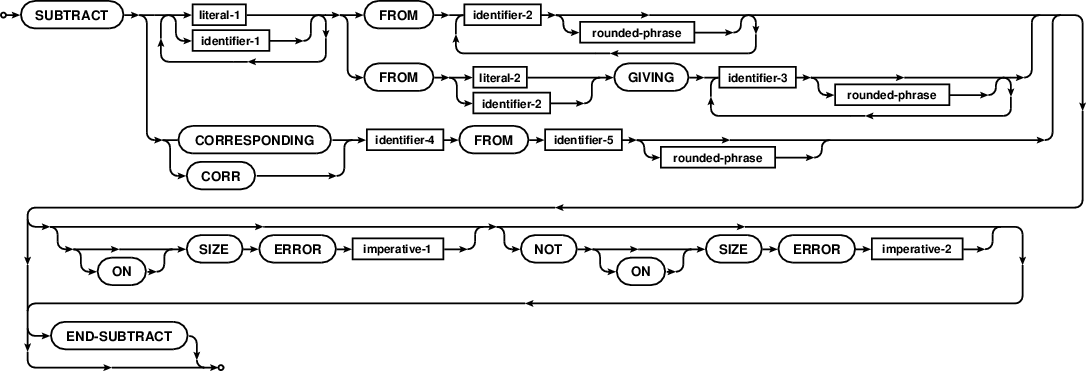 SUBTRACT literal-1 FROM identifier-2
identifier-1 rounded-phrase
FROM literal-2 GIVING identifier-3
identifier-2 rounded-phrase
CORRESPONDING identifier-4 FROM identifier-5
CORR rounded-phrase
SIZE ERROR imperative-1 NOT SIZE ERROR imperative-2
ON ON
END-SUBTRACT